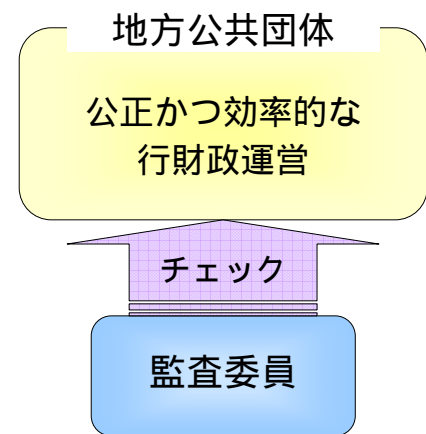 地方公共団体
公正かつ効率的な
行財政運営
チェック
監査委員